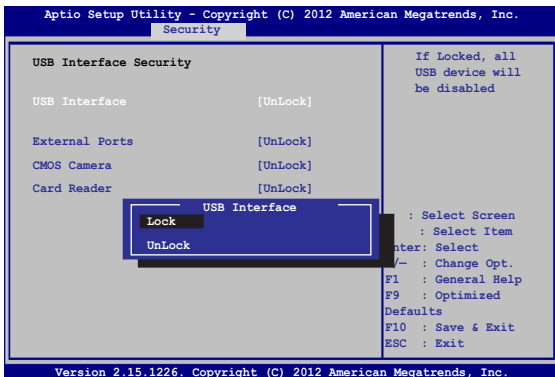 Aptio Setup Utility - Copyright (C) 2012 American Megatrends, Inc.
Security
USB Interface Security
USB Interface [UnLock]
External Ports [UnLock]
CMOS Camera [UnLock]
Card Reader [UnLock]
USB Interface
Lock
UnLock
If Locked, all
USB device will
be disabled
: Select Screen
: Select Item
nter: Select
/— : Change Opt.
F1 : General Help
F9 : Optimized
Defaults
F10 : Save & Exit
ESC : Exit
Version 2.15.1226. Copyright (C) 2012 American Megatrends, Inc.